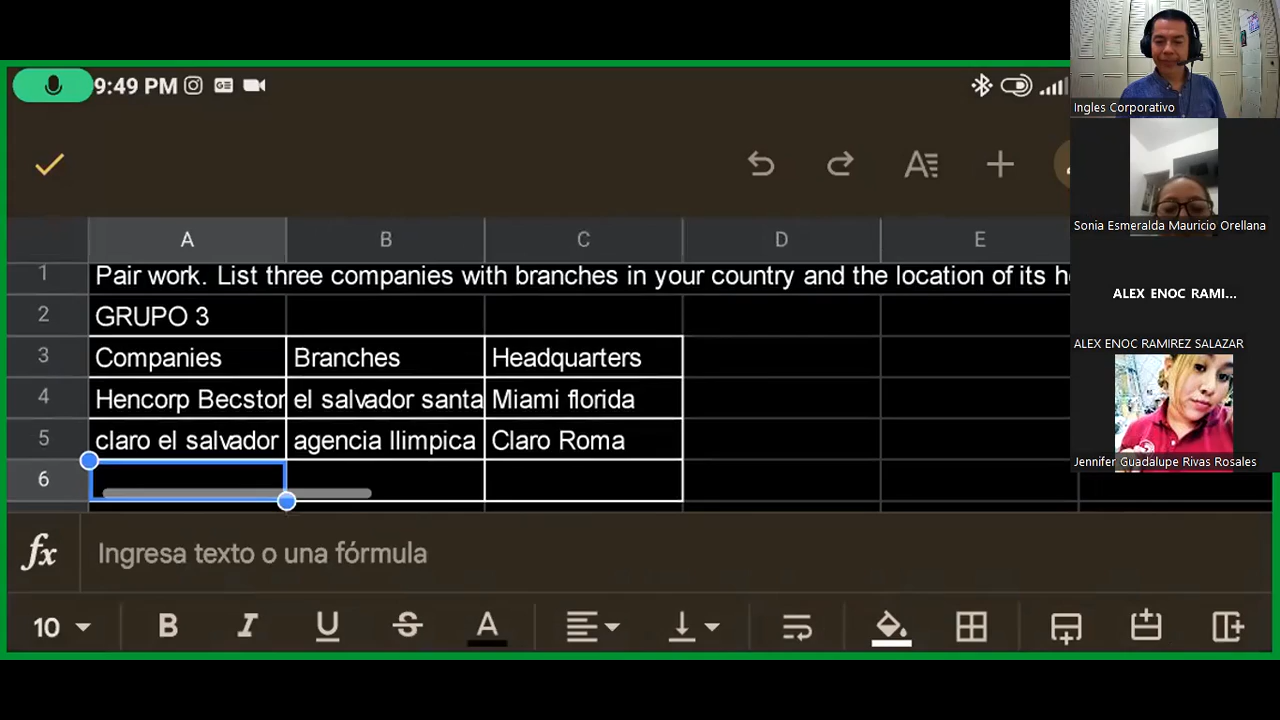 9:49 PM
Ingles Corporativo
Sonia Esmeralda Mauricio Orellana
ALEX ENOC RAMI...
ALEX ENOC RAMIREZ SALAZAR
Jennifer Guadalupe Rivas Rosales
A B C D E
1 Pair work. List three companies with branches in your country and the location of its
2 GRUPO 3
3 Companies Branches Headquarters
4 Hencorp Becstor el salvador santa Miami florida
5 claro el salvador agencia llimpica Claro Roma
6
fx Ingresa texto o una fórmula
10 B I U S A